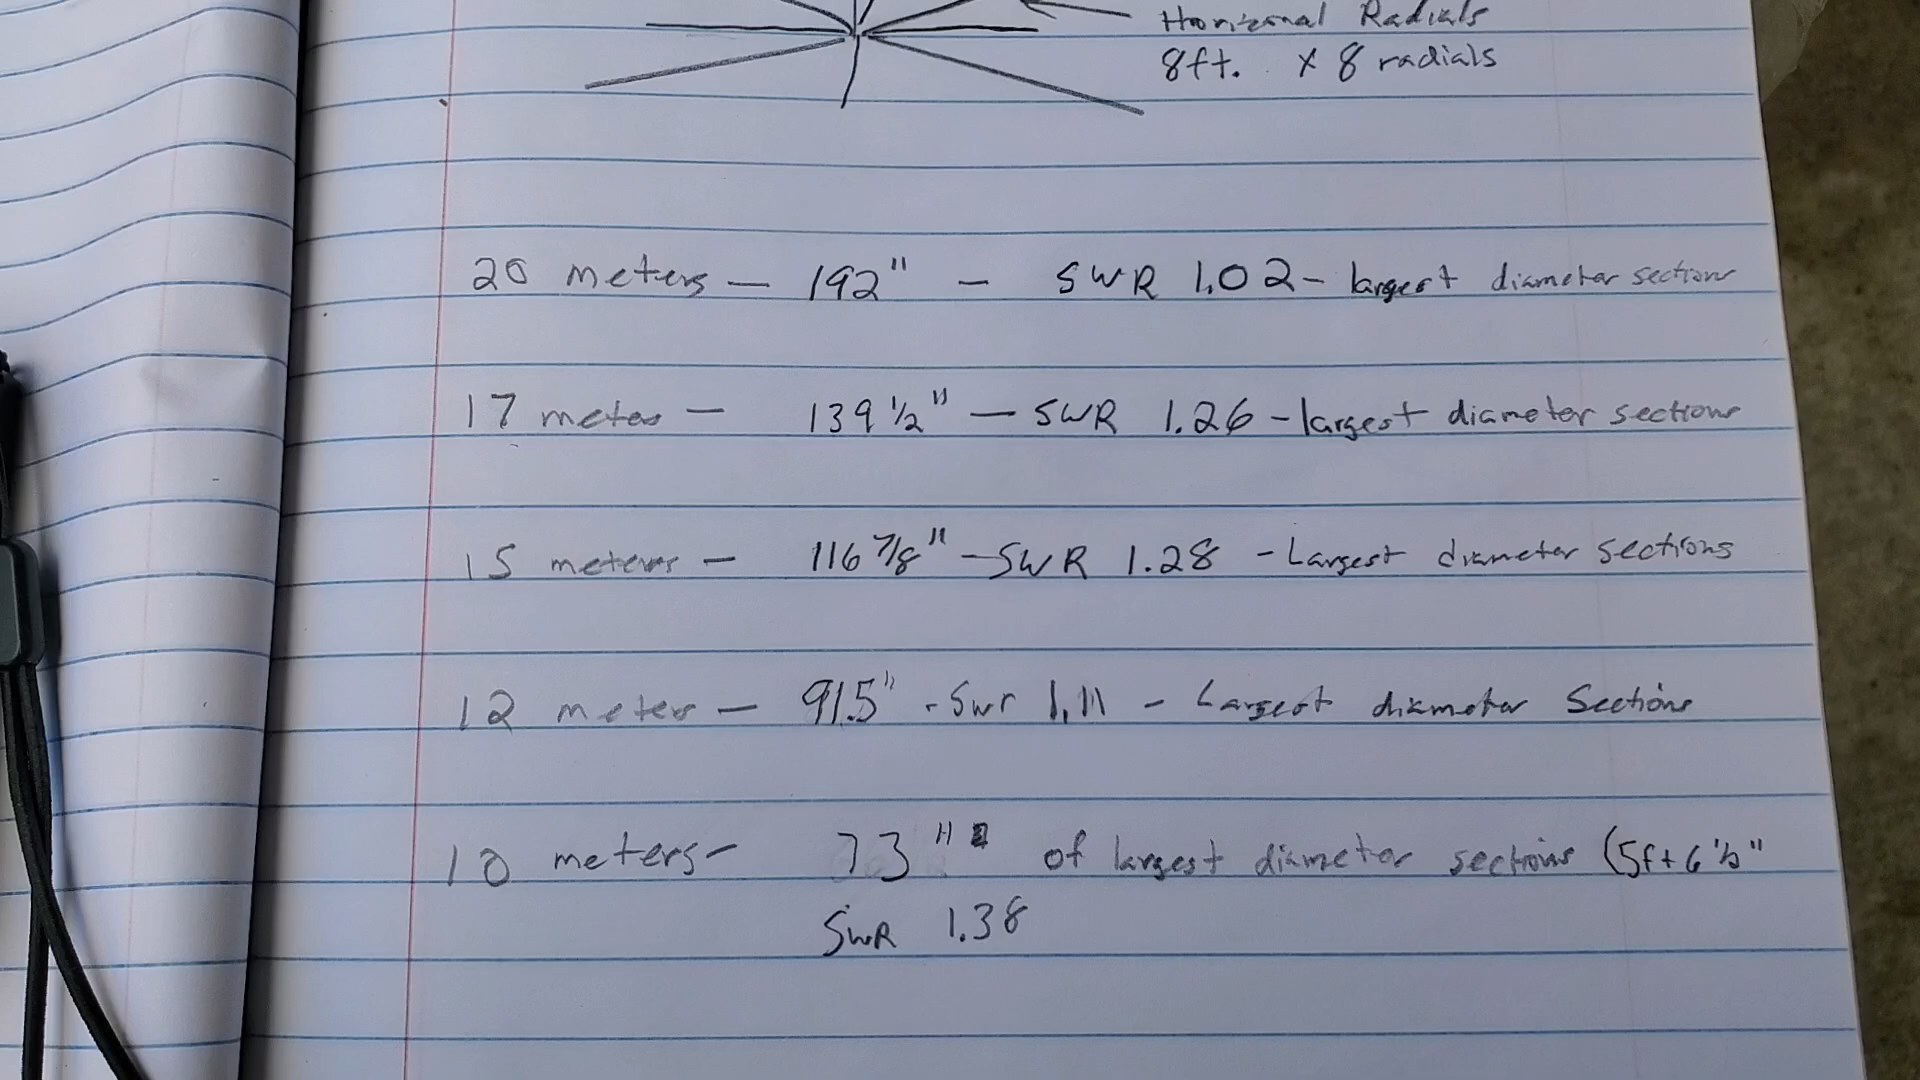 Horizonal Radials
8ft. x 8 radials
20 meters — 192" — SWR 1.02 - largest diameter sections
17 meters — 139 1/2" — SWR 1.26 - largest diameter sections
15 meters — 116 7/8" — SWR 1.28 - Largest diameter sections
12 meters — 91.5" - Swr 1.11 - Largest diameter Sections
10 meters - 73" of largest diameter sections (5ft + 6 1/2"
SWR 1.38